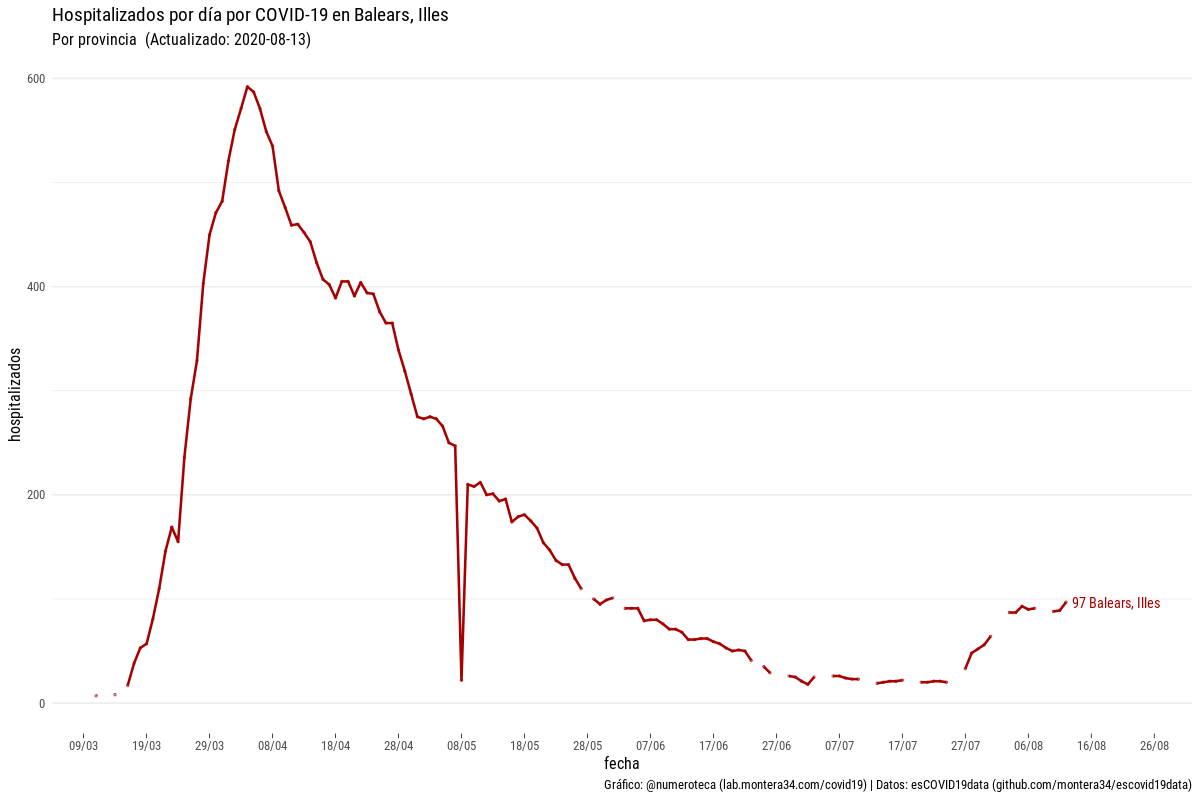 Hospitalizados por día por COVID-19 en Balears, Illes
Por provincia  (Actualizado: 2020-08-13)
600
400
200
0
hospitalizados
97 Balears, Illes
09/03 19/03 29/03 08/04 18/04 28/04 08/05 18/05 28/05 07/06 17/06 27/06 07/07 17/07 27/07 06/08 16/08 26/08
fecha
Gráfico: @numeroteca (lab.montera34.com/covid19) | Datos: esCOVID19data (github.com/montera34/escovid19data)